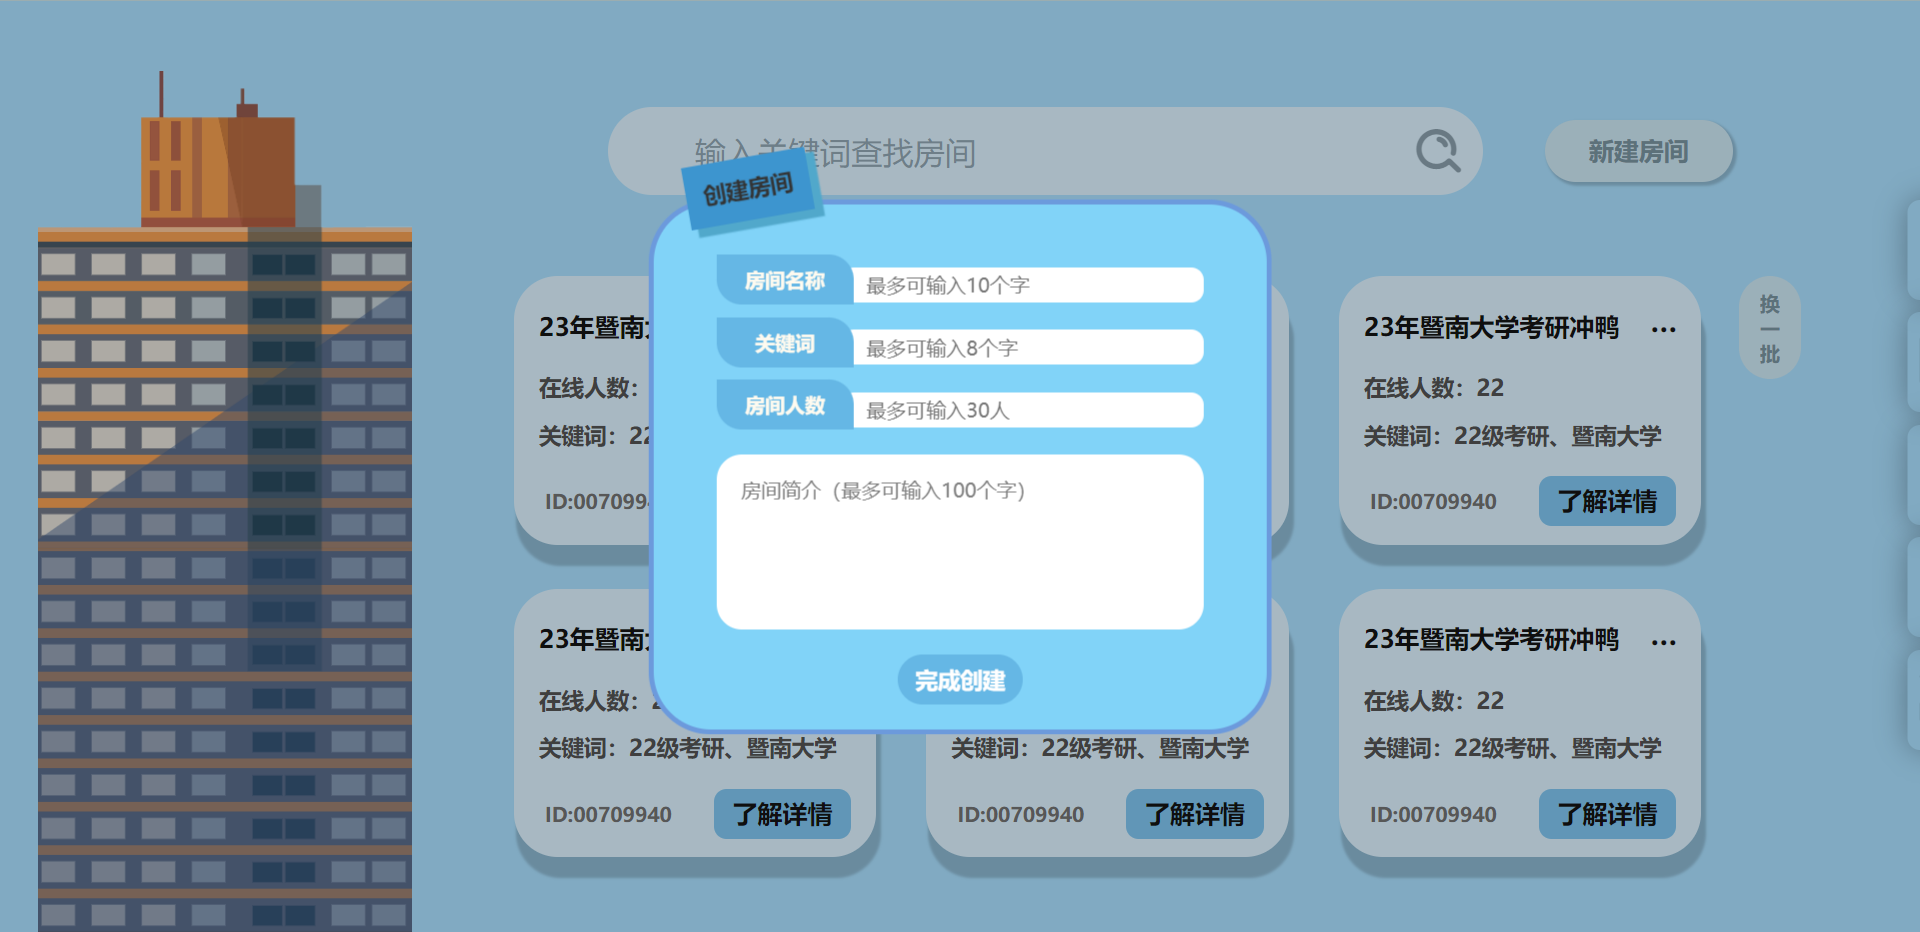 输入关键词查找房间
新建房间
创建房间
房间名称
最多可输入10个字
关键词
最多可输入8个字
房间人数
最多可输入30人
房间简介（最多可输入100个字）
完成创建
23年暨南
在线人数：
关键词：22
ID:0070994
23年暨南大学考研冲鸭 ...
在线人数：22
关键词：22级考研、暨南大学
ID:00709940
了解详情
换
一
批
23年暨南
在线人数：
关键词：22级考研、暨南大学
ID:00709940
了解详情
关键词：22级考研、暨南大学
ID:00709940
了解详情
23年暨南大学考研冲鸭 ...
在线人数：22
关键词：22级考研、暨南大学
ID:00709940
了解详情